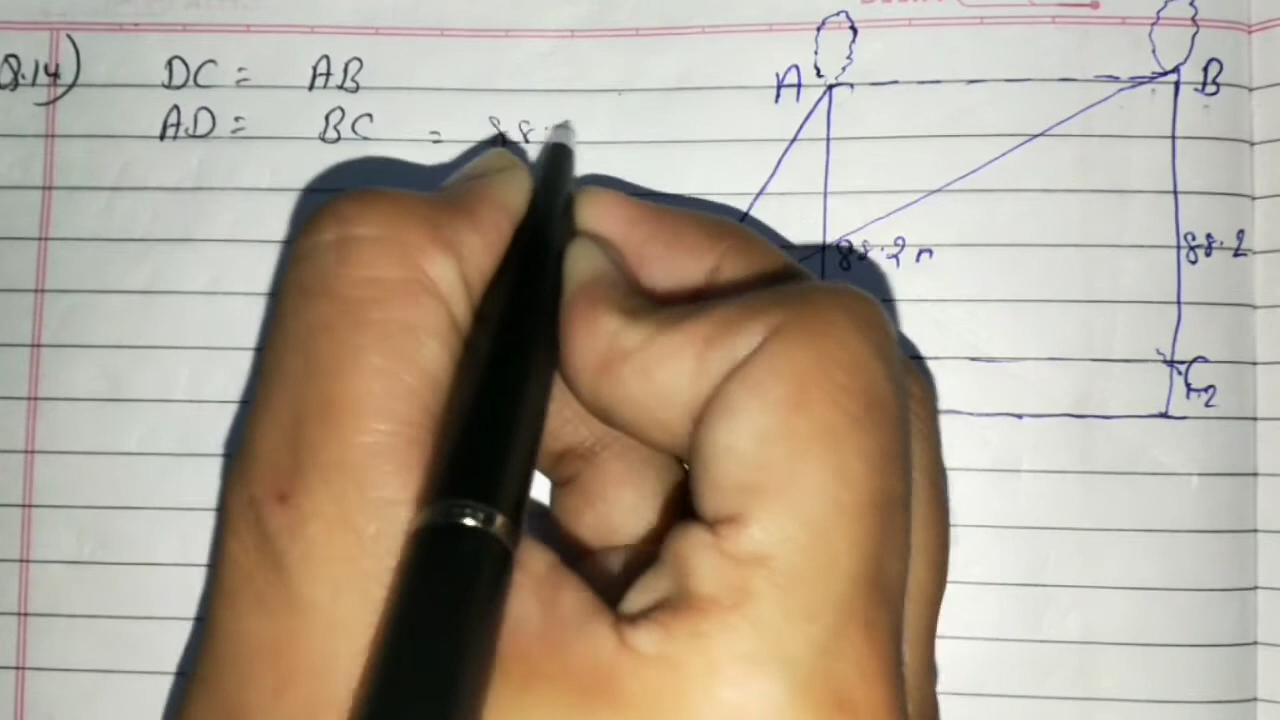 Q.14) DC = AB
AD = BC = 88.
A
B
88.2 m
88.2